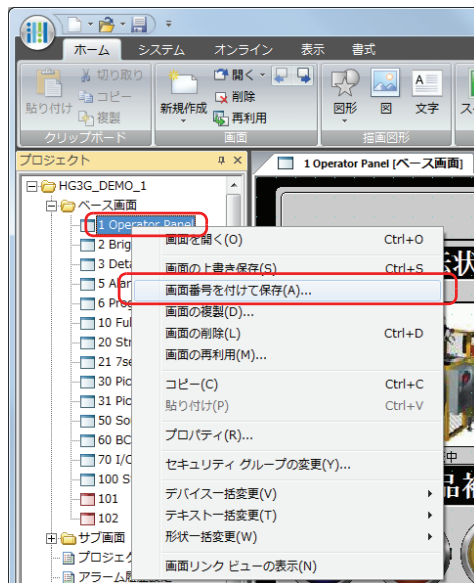 ホーム システム オンライン 表示 書式
貼り付け
切り取り
コピー
複製
クリップボード
新規作成
開く
削除
再利用
画面
図形
図
文字
描画図形
プロジェクト
1 Operator Panel [ベース画面]
HG3G_DEMO_1
ベース画面
1 Operator Panel
2 Brig
3 Deta
5 Alar
6 Prog
10 Ful
20 Str
21 7se
30 Pic
31 Pic
50 Sou
60 BC
70 I/O
100 S
101
102
サブ画面
プロジェク
アラーム履歴設定
画面を開く(O) Ctrl+O
画面の上書き保存(S) Ctrl+S
画面番号を付けて保存(A)...
画面の複製(D)...
画面の削除(L) Ctrl+D
画面の再利用(M)...
コピー(C) Ctrl+C
貼り付け(P) Ctrl+V
プロパティ(R)...
セキュリティ グループの変更(Y)...
デバイス一括変更(V)
テキスト一括変更(T)
形状一括変更(W)
画面リンク ビューの表示(N)